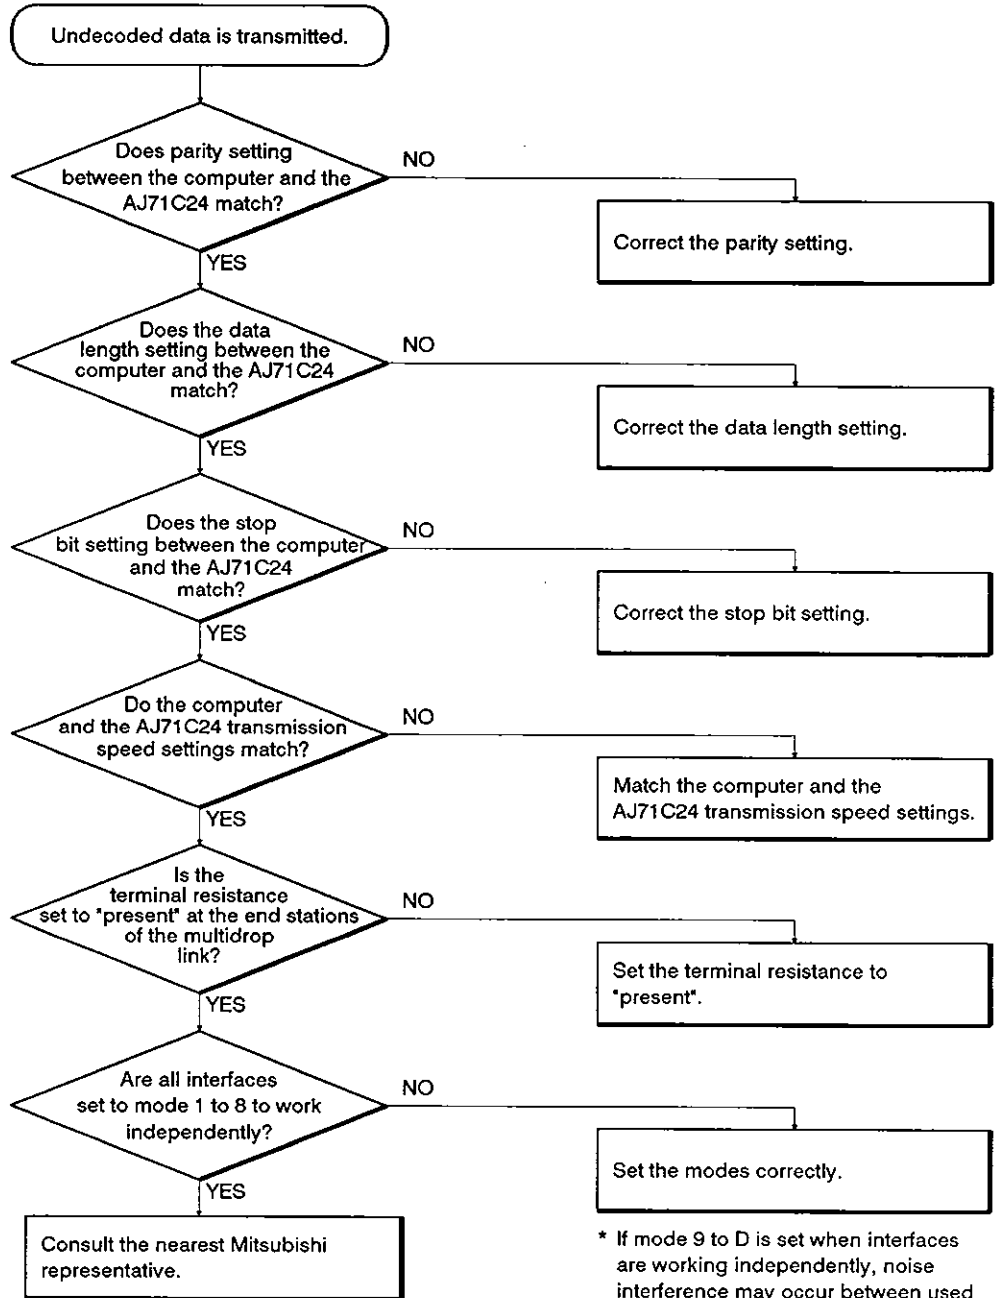 Undecoded data is transmitted.
Does parity setting
between the computer and the
AJ71C24 match?
NO
Correct the parity setting.
YES
Does the data
length setting between the
computer and the AJ71C24
match?
NO
Correct the data length setting.
YES
Does the stop
bit setting between the computer
and the AJ71C24
match?
NO
Correct the stop bit setting.
YES
Do the computer
and the AJ71C24 transmission
speed settings match?
NO
Match the computer and the
AJ71C24 transmission speed settings.
YES
Is the
terminal resistance
set to "present" at the end stations
of the multidrop
link?
NO
Set the terminal resistance to
"present".
YES
Are all interfaces
set to mode 1 to 8 to work
independently?
NO
Set the modes correctly.
YES
Consult the nearest Mitsubishi
representative.
* If mode 9 to D is set when interfaces
are working independently, noise
interference may occur between used